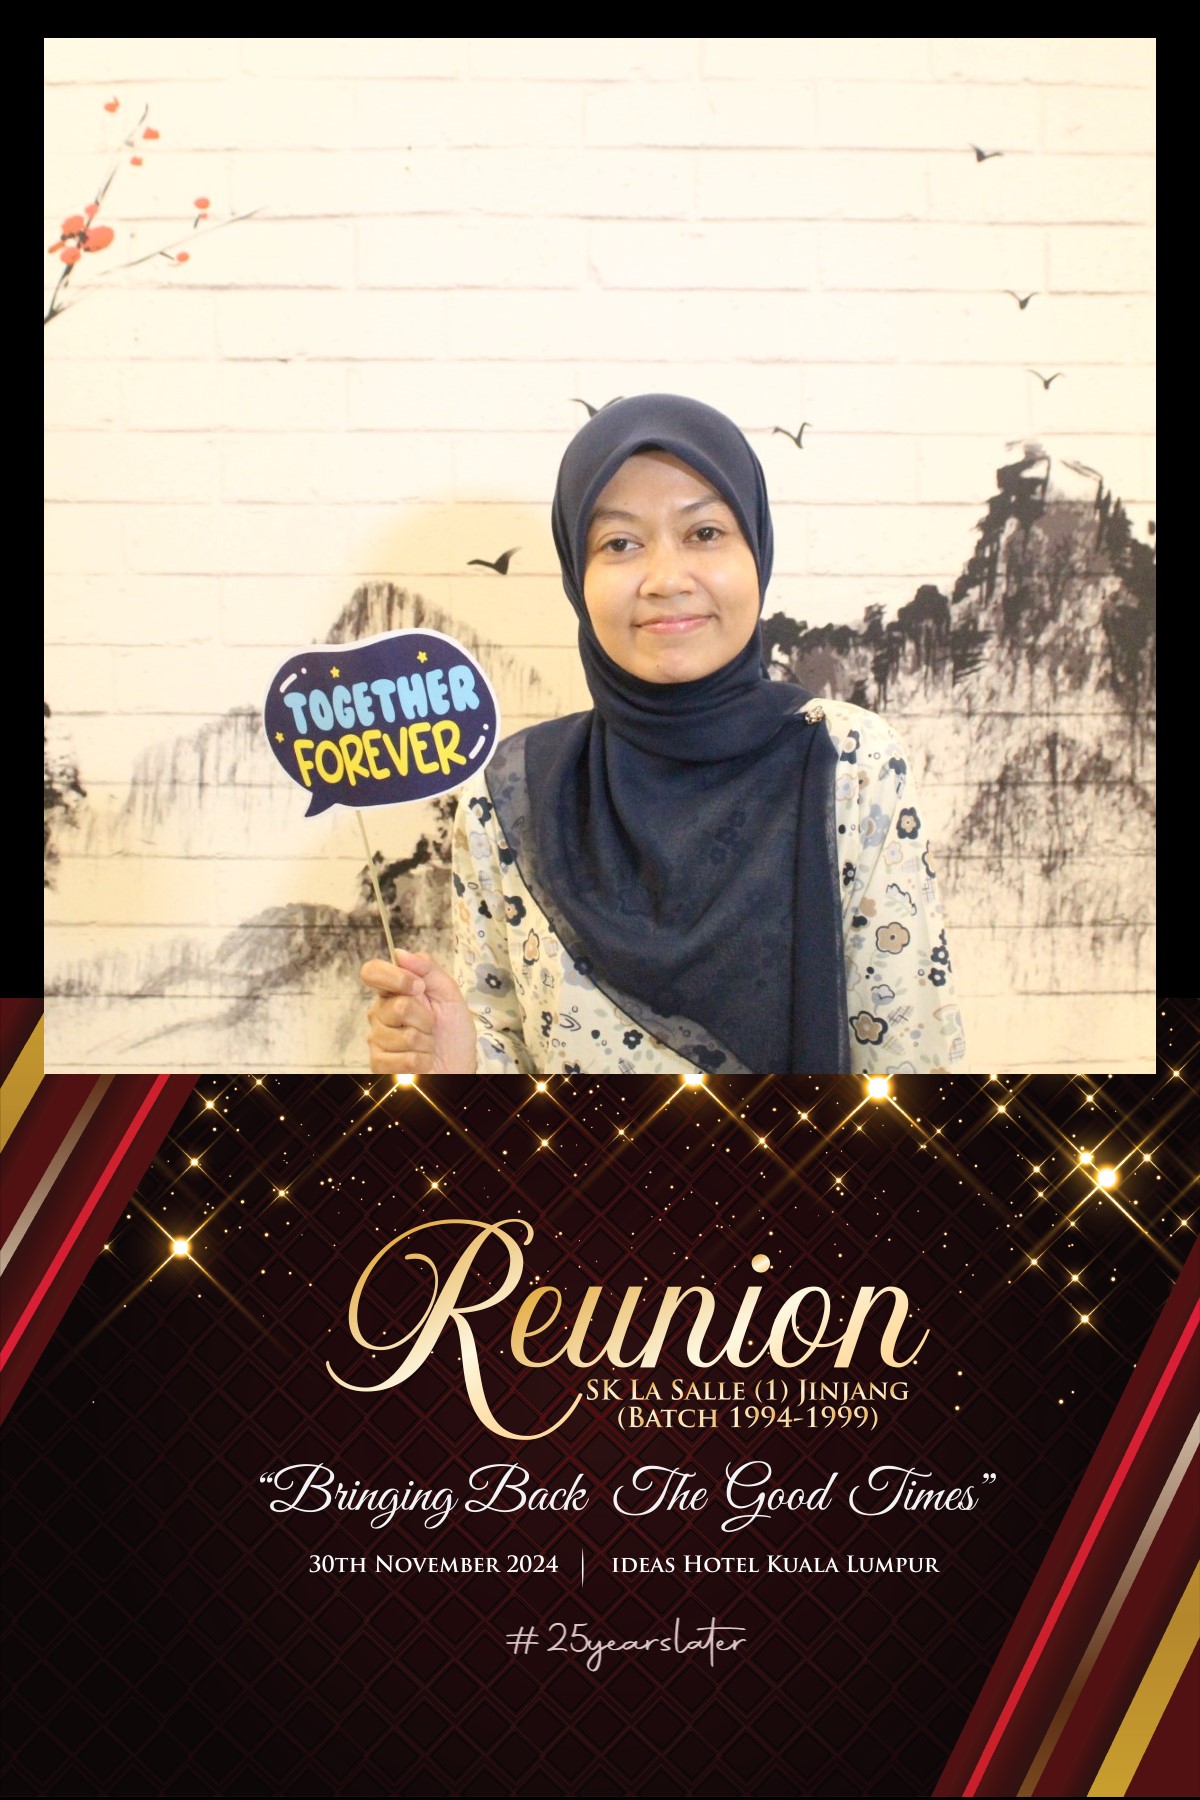 TOGETHER
FOREVER
Reunion
SK LA SALLE (1) JINJANG
(BATCH 1994-1999)
“Bringing Back The Good Times”
30TH NOVEMBER 2024 | IDEAS HOTEL KUALA LUMPUR
#25yearslater